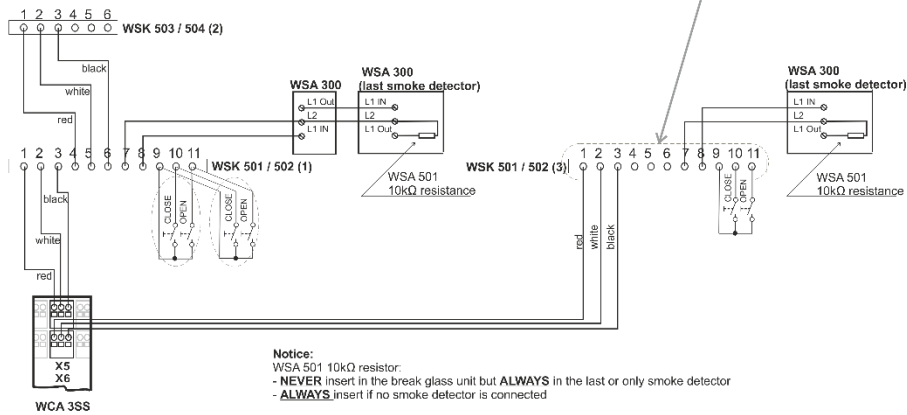 1 2 3 4 5 6
WSK 503 / 504 (2)
black
white
red
WSA 300
L1 Out
L2
L1 IN
WSA 300
(last smoke detector)
L1 IN
L2
L1 Out
WSA 501
10kΩ resistance
1 2 3 4 5 6 7 8 9 10 11
WSK 501 / 502 (1)
black
white
red
CLOSE
OPEN
CLOSE
OPEN
WSA 300
(last smoke detector)
L1 IN
L2
L1 Out
WSA 501
10kΩ resistance
WSK 501 / 502 (3)
1 2 3 4 5 6 7 8 9 10 11
CLOSE
OPEN
red
white
black
X5
X6
WCA 3SS
Notice:
WSA 501 10kΩ resistor:
- NEVER insert in the break glass unit but ALWAYS in the last or only smoke detector
- ALWAYS insert if no smoke detector is connected